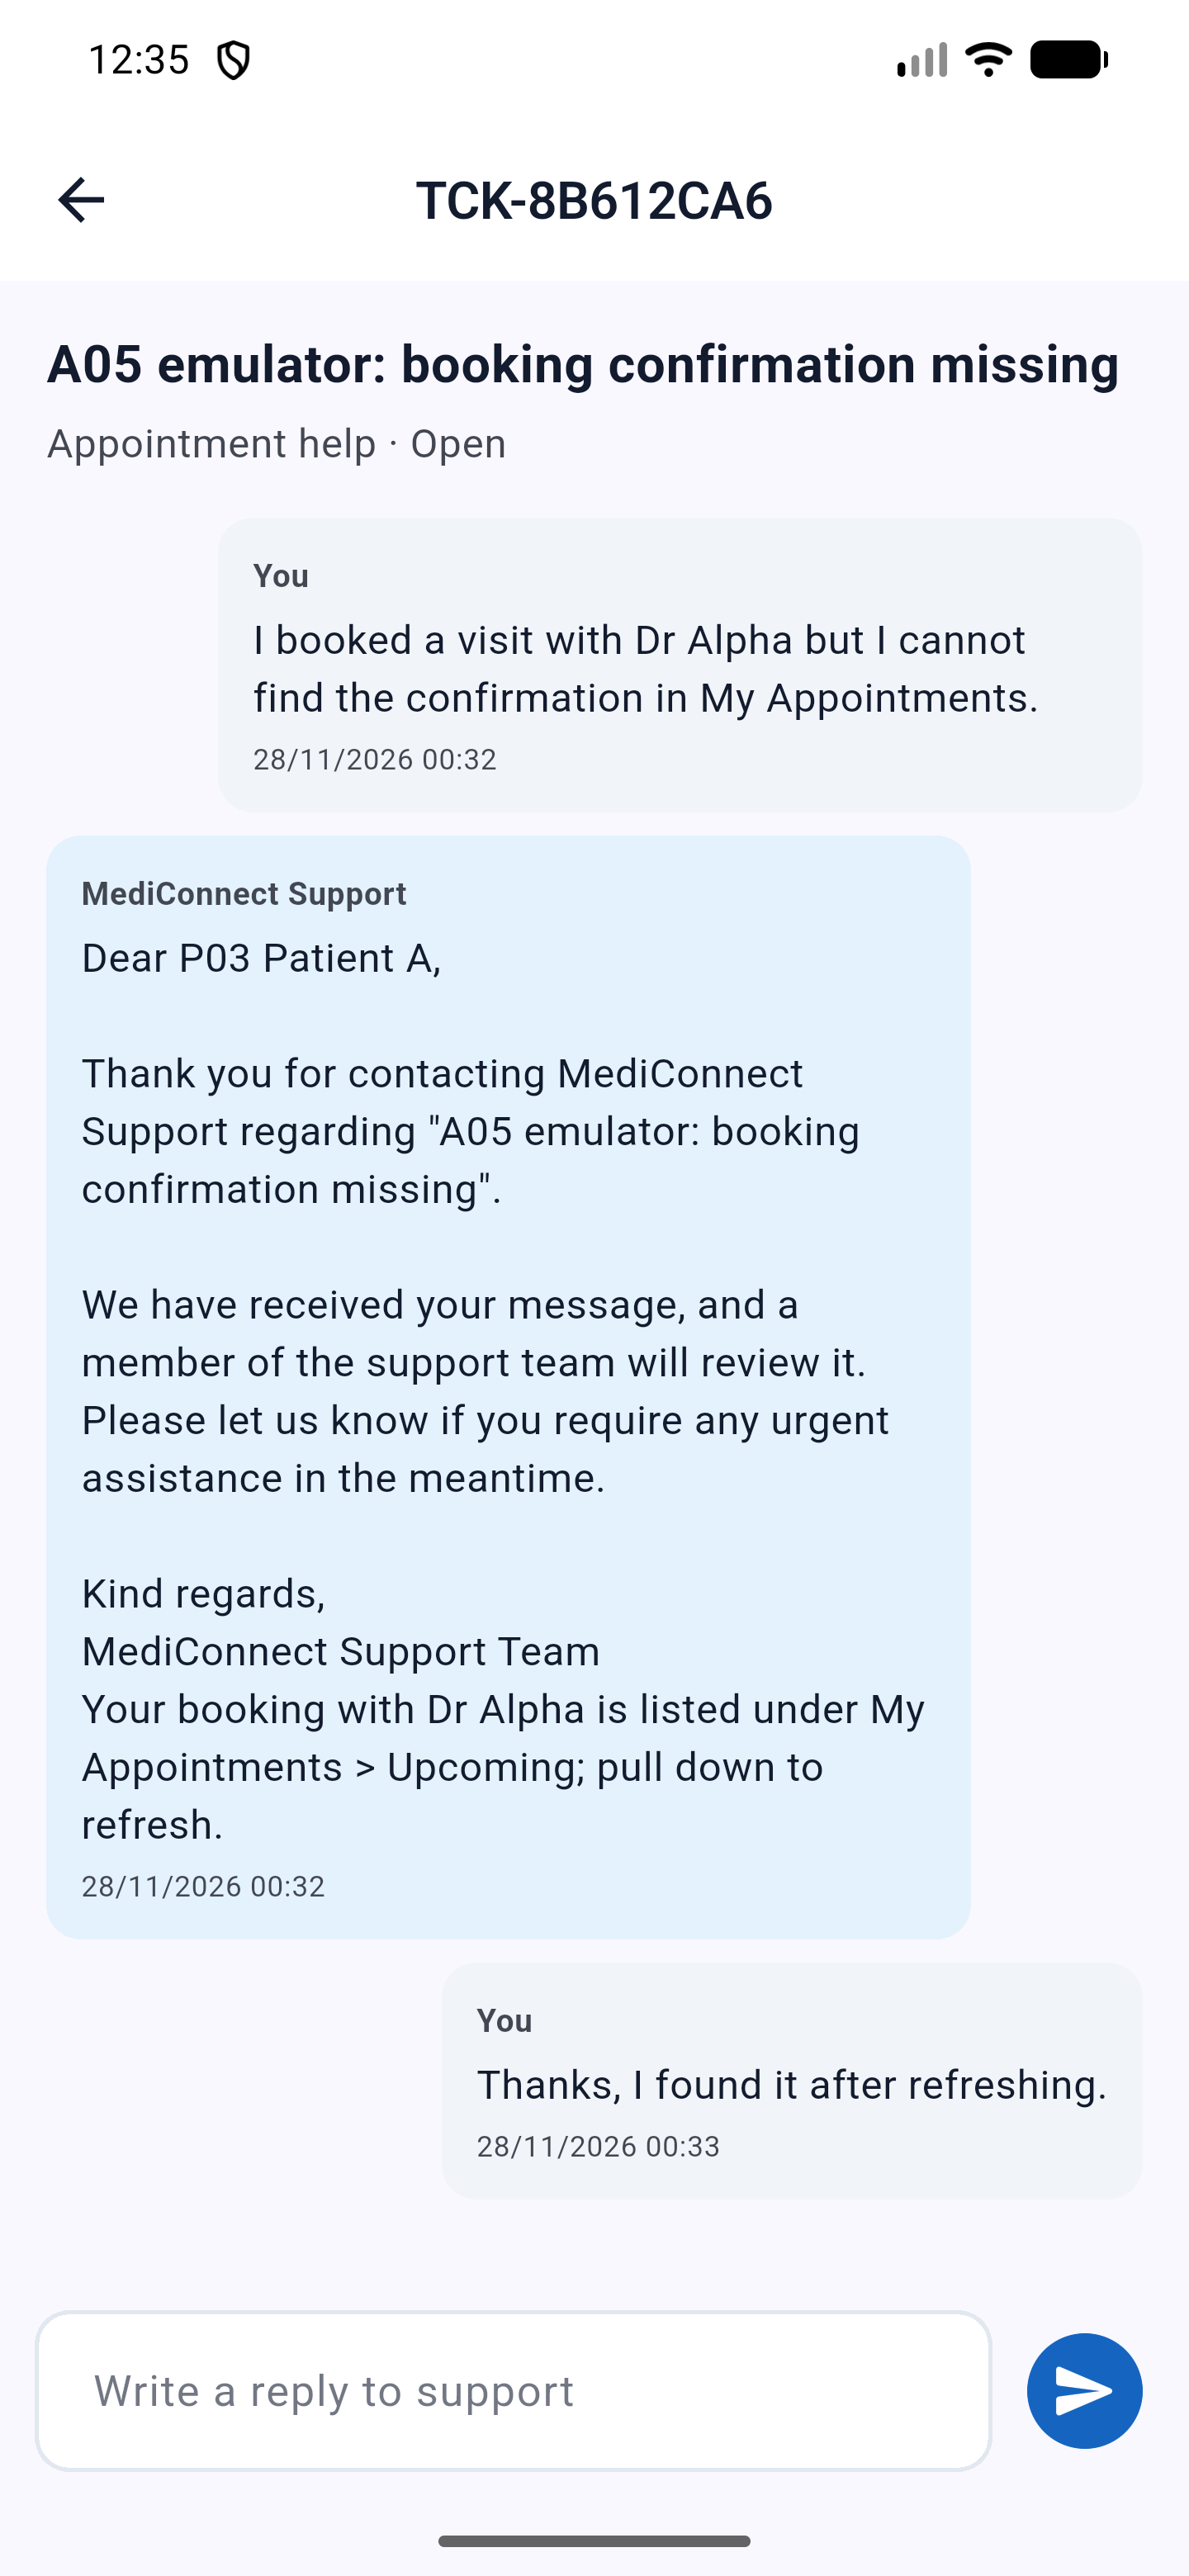 12:35
TCK-8B612CA6
A05 emulator: booking confirmation missing
Appointment help · Open
You
I booked a visit with Dr Alpha but I cannot
find the confirmation in My Appointments.
28/11/2026 00:32
MediConnect Support
Dear P03 Patient A,
Thank you for contacting MediConnect
Support regarding "A05 emulator: booking
confirmation missing".
We have received your message, and a
member of the support team will review it.
Please let us know if you require any urgent
assistance in the meantime.
Kind regards,
MediConnect Support Team
Your booking with Dr Alpha is listed under My
Appointments > Upcoming; pull down to
refresh.
28/11/2026 00:32
You
Thanks, I found it after refreshing.
28/11/2026 00:33
Write a reply to support